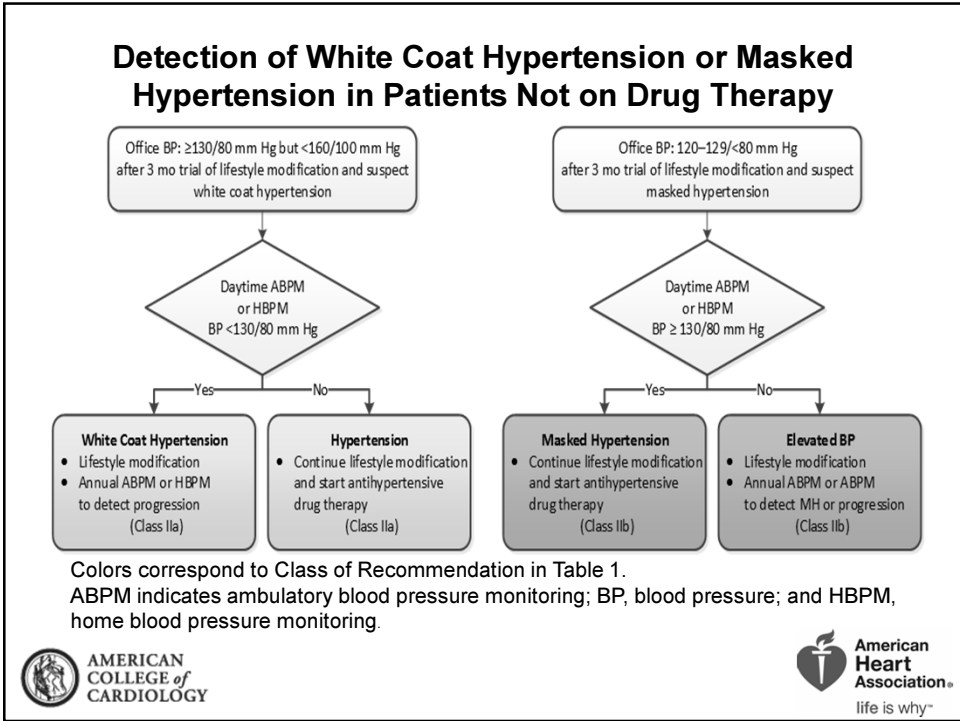 Detection of White Coat Hypertension or Masked
Hypertension in Patients Not on Drug Therapy
Office BP: ≥130/80 mm Hg but <160/100 mm Hg
after 3 mo trial of lifestyle modification and suspect
white coat hypertension
Daytime ABPM
or HBPM
BP <130/80 mm Hg
Yes
No
White Coat Hypertension
• Lifestyle modification
• Annual ABPM or HBPM
to detect progression
(Class IIa)
Hypertension
• Continue lifestyle modification
and start antihypertensive
drug therapy
(Class IIa)
Office BP: 120–129/<80 mm Hg
after 3 mo trial of lifestyle modification and suspect
masked hypertension
Daytime ABPM
or HBPM
BP ≥ 130/80 mm Hg
Yes
No
Masked Hypertension
• Continue lifestyle modification
and start antihypertensive
drug therapy
(Class IIb)
Elevated BP
• Lifestyle modification
• Annual ABPM or ABPM
to detect MH or progression
(Class IIb)
Colors correspond to Class of Recommendation in Table 1.
ABPM indicates ambulatory blood pressure monitoring; BP, blood pressure; and HBPM,
home blood pressure monitoring.
AMERICAN
COLLEGE of
CARDIOLOGY
American
Heart
Association®
life is why™